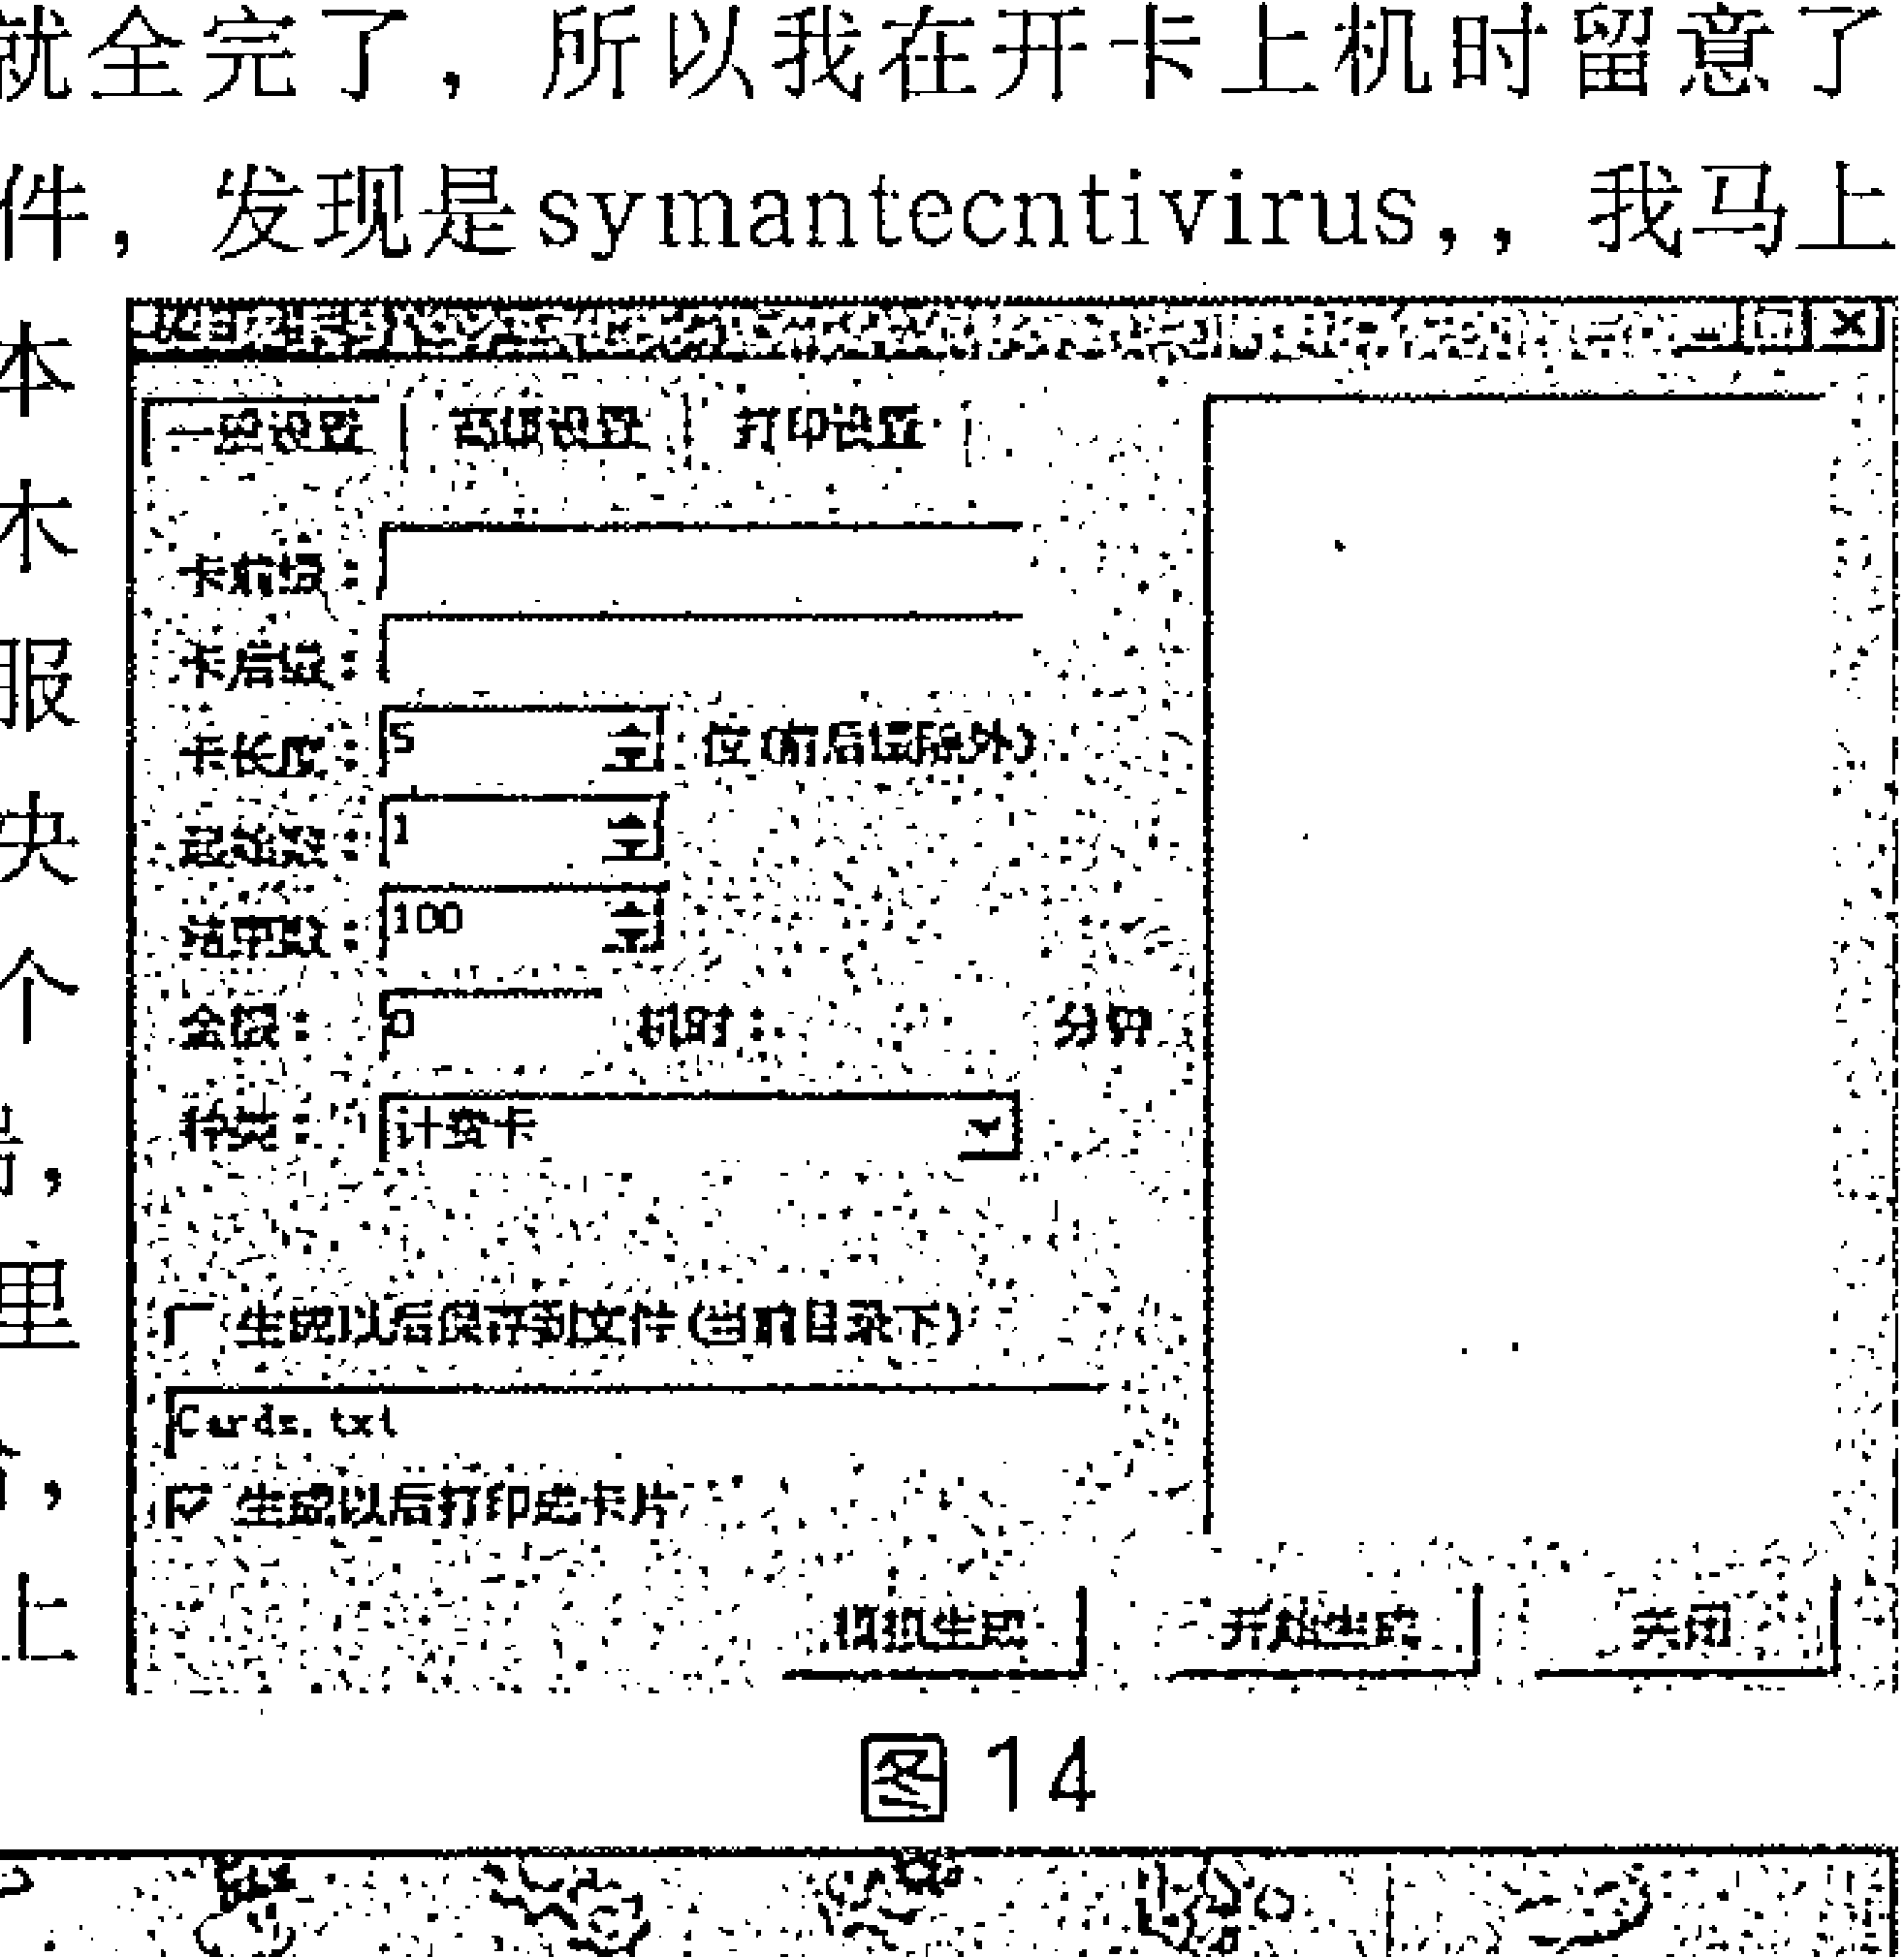 就全完了，所以我在开卡上机时留意了
件，发现是symantecntivirus,，我马上
本
木
服
央
个
，
里
，
上
一般设置 高级设置 打印设置
卡前缀：
卡后缀：
卡长度：5 位(前后缀除外)
起始数：1
范围数：100
金额：0 机时： 分钟
种类：计费卡
生成以后保存到文件(当前目录下)
Cards.txt
生成以后打印成卡片
模拟生成 开始生成 关闭
图 14